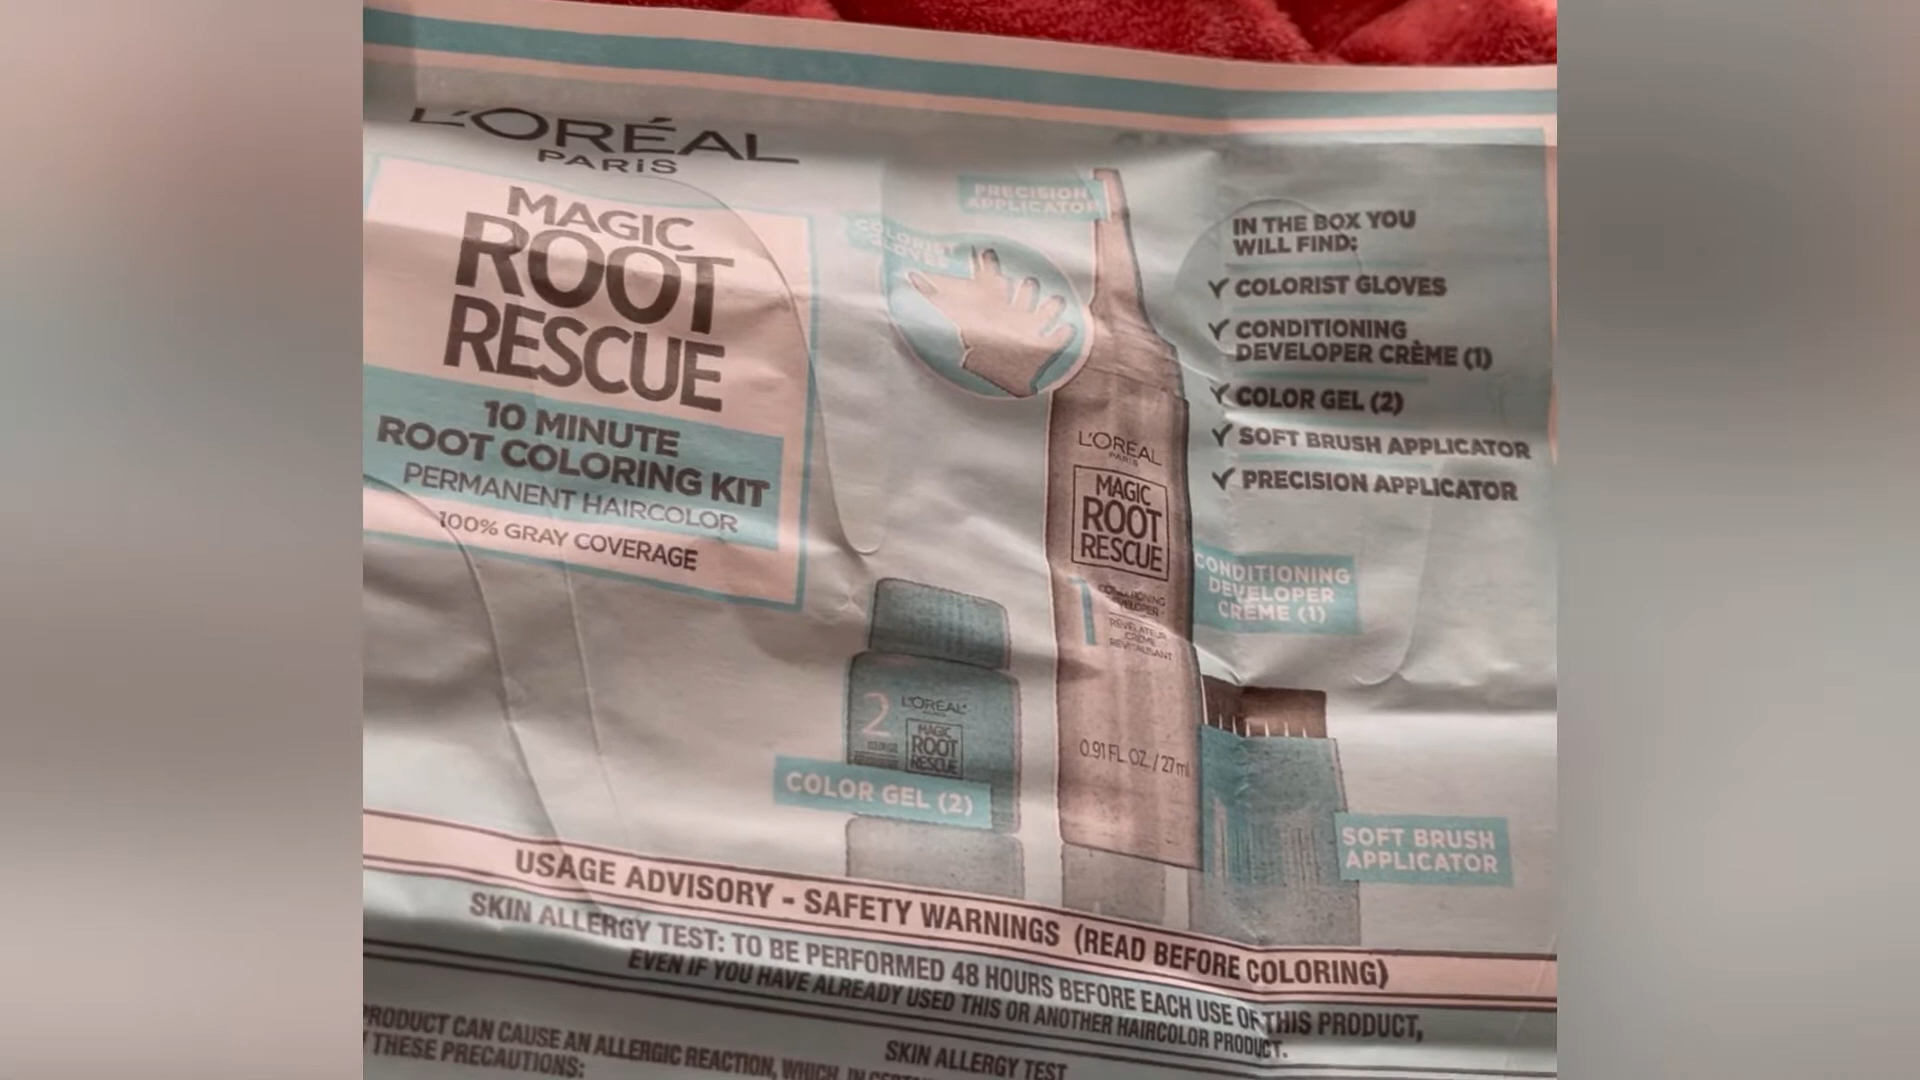 L'ORÉAL
PARIS
MAGIC
ROOT
RESCUE
10 MINUTE
ROOT COLORING KIT
PERMANENT HAIRCOLOR
100% GRAY COVERAGE
PRECISION
APPLICATOR
COLORIST
GLOVES
IN THE BOX YOU
WILL FIND:
COLORIST GLOVES
CONDITIONING
DEVELOPER CRÈME (1)
COLOR GEL (2)
SOFT BRUSH APPLICATOR
PRECISION APPLICATOR
L'ORÉAL
PARIS
MAGIC
ROOT
RESCUE
1
CONDITIONING
DEVELOPER
RÉVÉLATEUR
CRÈME
REVITALISANT
0.91 FL. OZ. / 27 ml
CONDITIONING
DEVELOPER
CRÈME (1)
2
L'ORÉAL
MAGIC
ROOT
RESCUE
COLOR GEL (2)
SOFT BRUSH
APPLICATOR
USAGE ADVISORY - SAFETY WARNINGS (READ BEFORE COLORING)
SKIN ALLERGY TEST: TO BE PERFORMED 48 HOURS BEFORE EACH USE OF THIS PRODUCT,
EVEN IF YOU HAVE ALREADY USED THIS OR ANOTHER HAIRCOLOR PRODUCT.
PRODUCT CAN CAUSE AN ALLERGIC REACTION, WHICH, IN
THESE PRECAUTIONS:
SKIN ALLERGY TEST